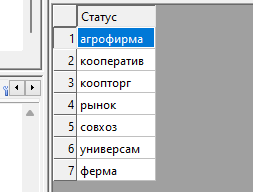 Статус
1 агрофирма
2 кооператив
3 коопторг
4 рынок
5 совхоз
6 универсам
7 ферма